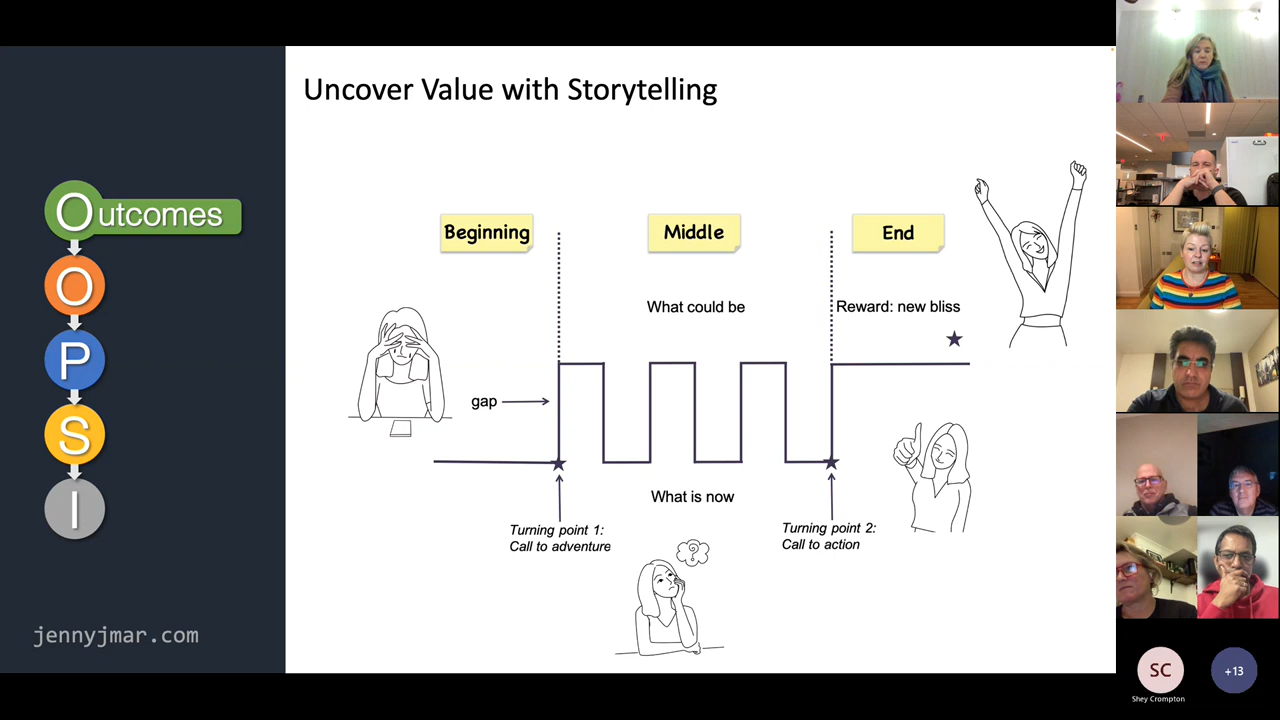 Uncover Value with Storytelling
Outcomes
O
P
S
I
jennyjmar.com
Beginning
Middle
End
What could be
Reward: new bliss
gap
What is now
Turning point 1:
Call to adventure
Turning point 2:
Call to action
?
SC
Shey Crompton
+13